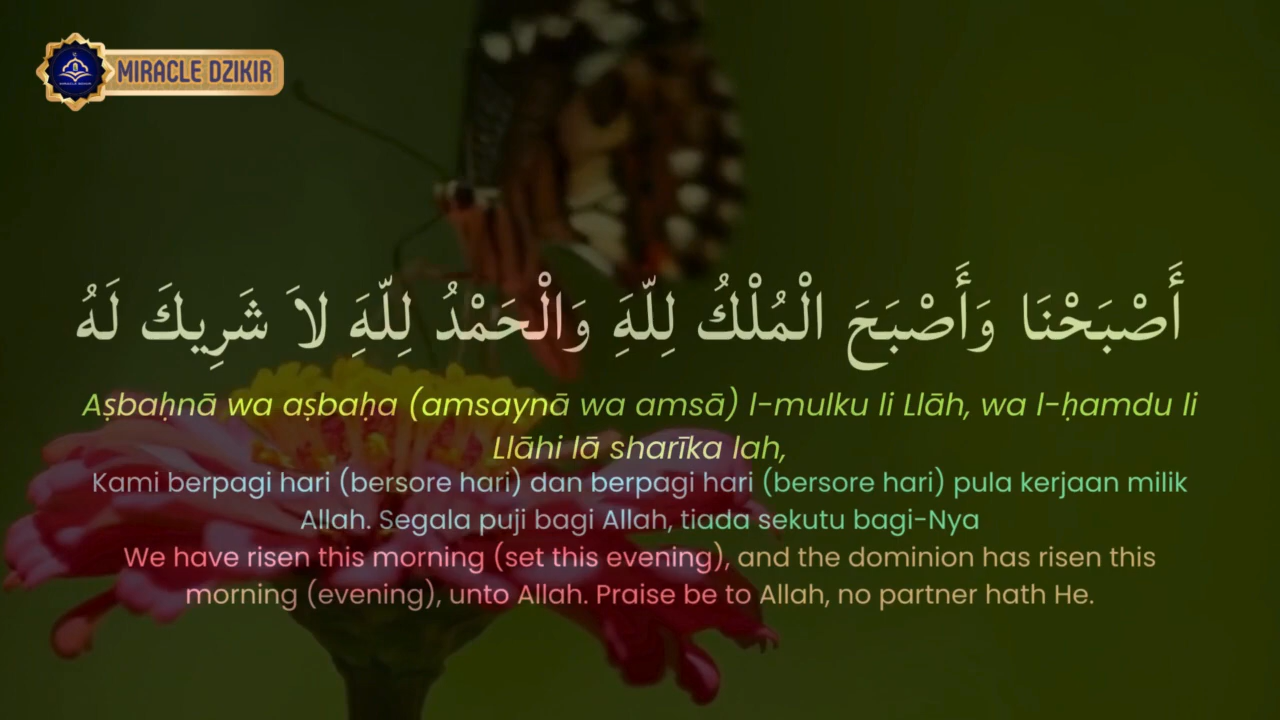 MIRACLE DZIKIR
أَصْبَحْنَا وَأَصْبَحَ الْمُلْكُ لِلّهَِ وَالْحَمْدُ لِلّهَِ لاَ شَرِيكَ لَهُ
Aṣbaḥnā wa aṣbaḥa (amsaynā wa amsā) l-mulku li Llāh, wa l-ḥamdu li
Llāhi lā sharīka lah,
Kami berpagi hari (bersore hari) dan berpagi hari (bersore hari) pula kerjaan milik
Allah. Segala puji bagi Allah, tiada sekutu bagi-Nya
We have risen this morning (set this evening), and the dominion has risen this
morning (evening), unto Allah. Praise be to Allah, no partner hath He.